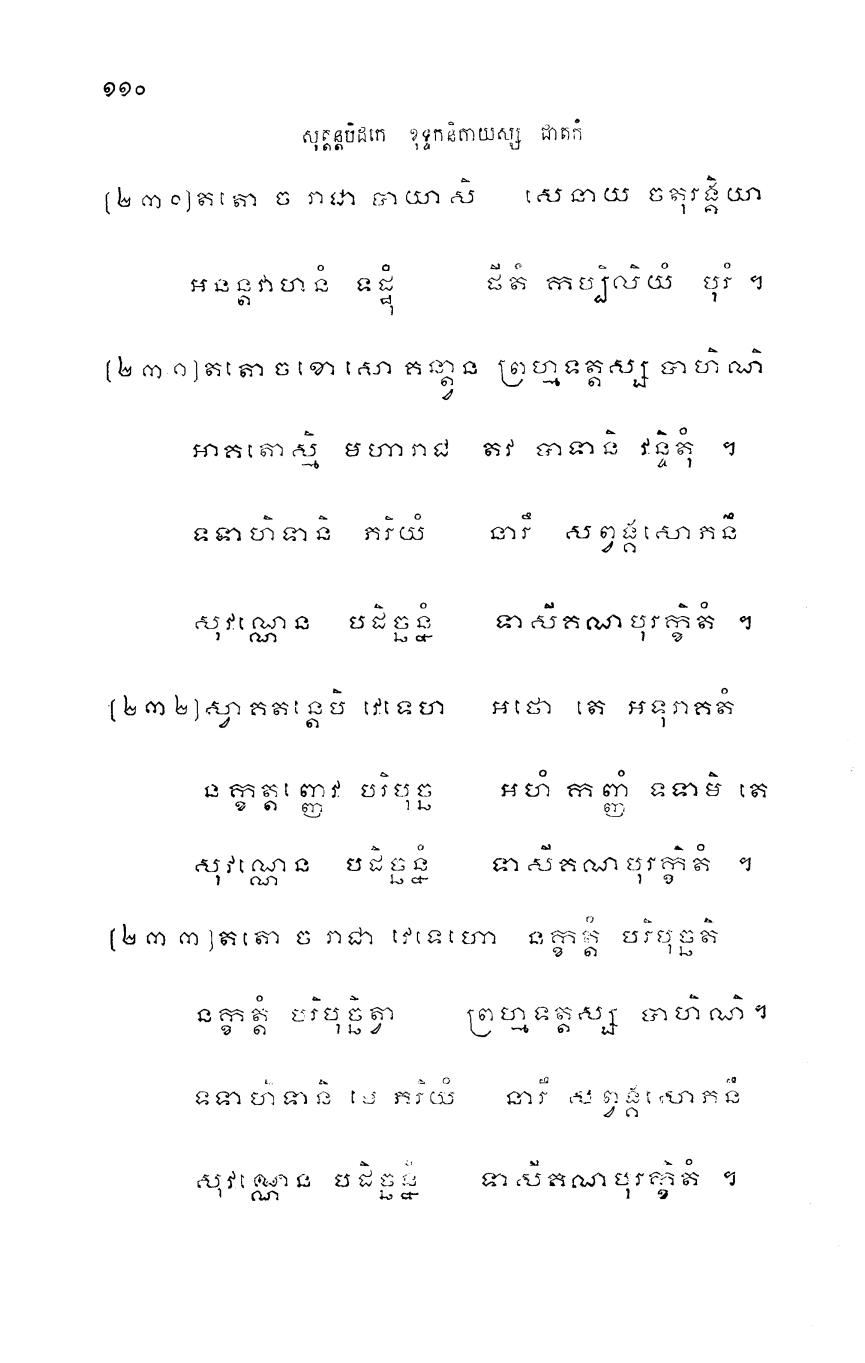 ១១០
សុត្តន្តបិដកេ ខុទ្ទកនិកាយស្ស ជាតកំ
(២៣០)តតោ ច រាជា បាយាសិ សេនាយ ចតុរង្គិយា
អនន្តវាហនំ ទដ្ឋុំ ផីតំ កាប្បិលិយំ បុរំ ។
(២៣១)តតោ ច ខោ សោ គន្ត្វាន ព្រហ្មទត្តស្ស បាហិណិ
អាគតោស្មិ មហារាជ តវ បាទានិ វន្ទិតុំ ។
ទទាហិទានិ ភរិយំ នារឹ សព្វង្គសោភនឹ
សុវណ្ណេន បដិច្ឆន្នំ ទាសីគណបុរក្ខិតំ ។
(២៣២)ស្វាគតន្តេបិ វេទេហ អថោ តេ អទុរាគតំ
នក្ខត្តញ្ញេវ បរិបុច្ឆ អហំ កញ្ញំ ទទាមិ តេ
សុវណ្ណេន បដិច្ឆន្នំ ទាសីគណបុរក្ខិតំ ។
(២៣៣)តតោ ច រាជា វេទេហោ នក្ខត្តំ បរិបុច្ឆតិ
នក្ខត្តំ បរិបុច្ឆិត្វា ព្រហ្មទត្តស្ស បាហិណិ ។
ទទាហិទានិ មេ ភរិយំ នារឹ សព្វង្គសោភនឹ
សុវណ្ណេន បដិច្ឆន្នំ ទាសីគណបុរក្ខិតំ ។